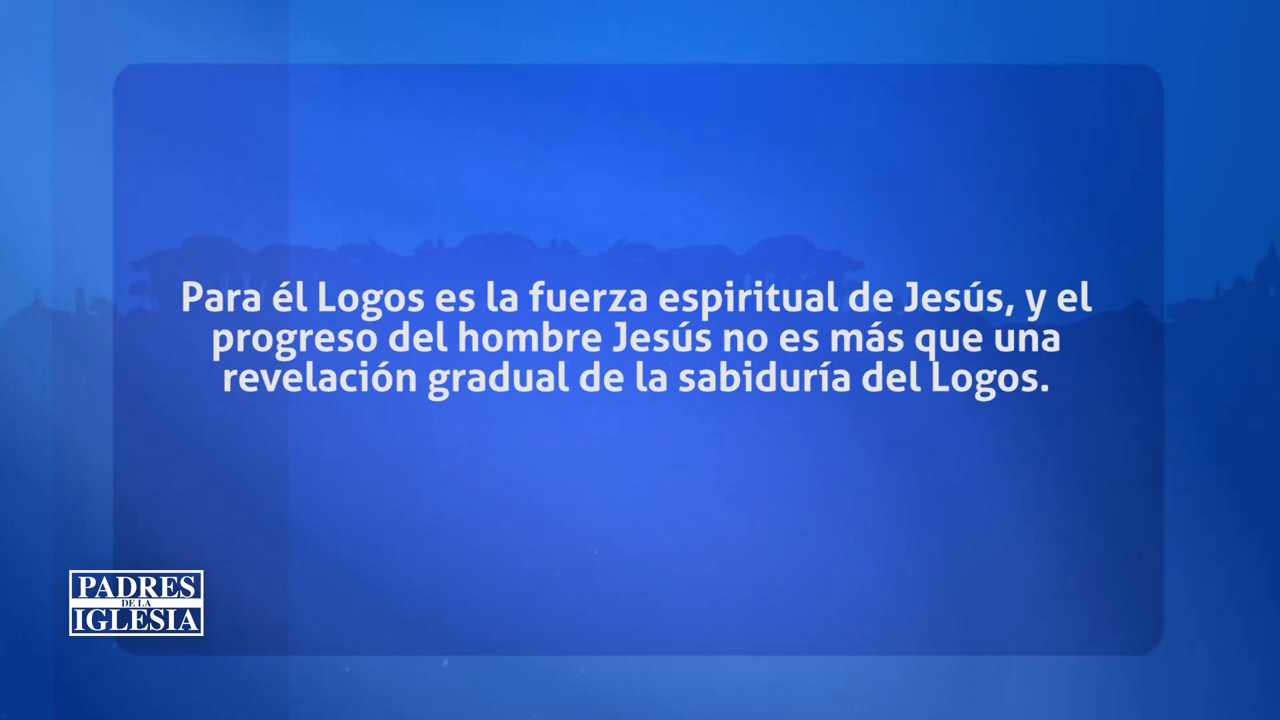 Para él Logos es la fuerza espiritual de Jesús, y el
progreso del hombre Jesús no es más que una
revelación gradual de la sabiduría del Logos.
PADRES
DE LA
IGLESIA